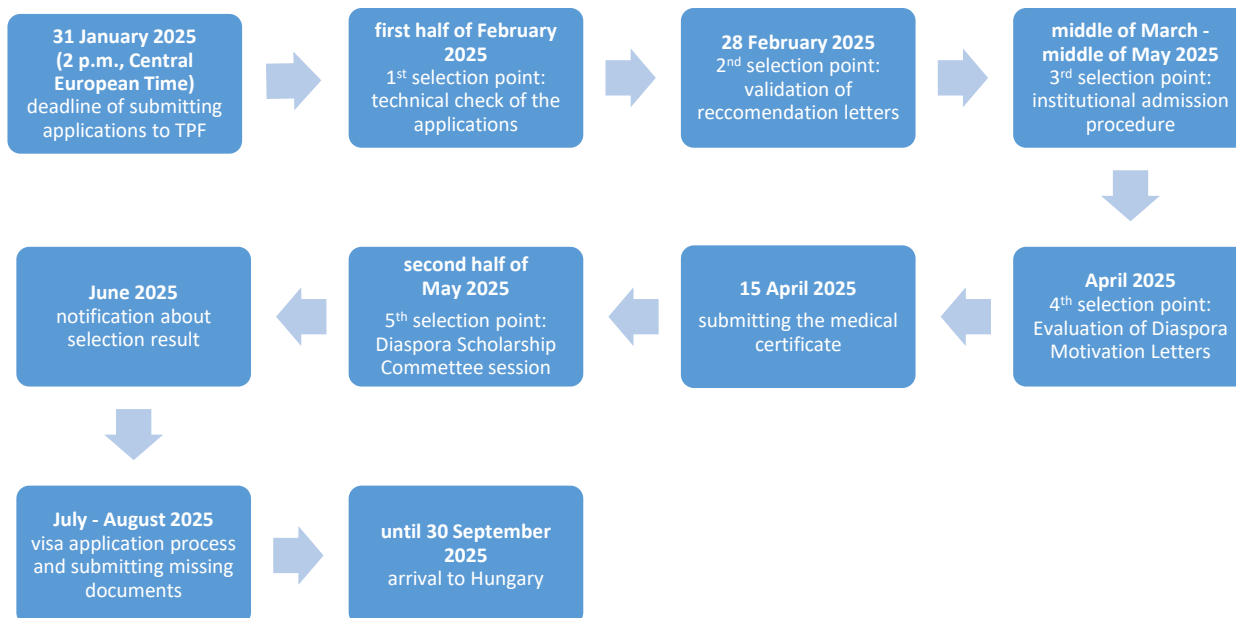 31 January 2025
(2 p.m., Central
European Time)
deadline of submitting
applications to TPF
first half of February
2025
1st selection point:
technical check of the
applications
28 February 2025
2nd selection point:
validation of
reccomendation letters
middle of March -
middle of May 2025
3rd selection point:
institutional admission
procedure
April 2025
4th selection point:
Evaluation of Diaspora
Motivation Letters
15 April 2025
submitting the medical
certificate
second half of
May 2025
5th selection point:
Diaspora Scholarship
Committee session
June 2025
notification about
selection result
July - August 2025
visa application process
and submitting missing
documents
until 30 September
2025
arrival to Hungary